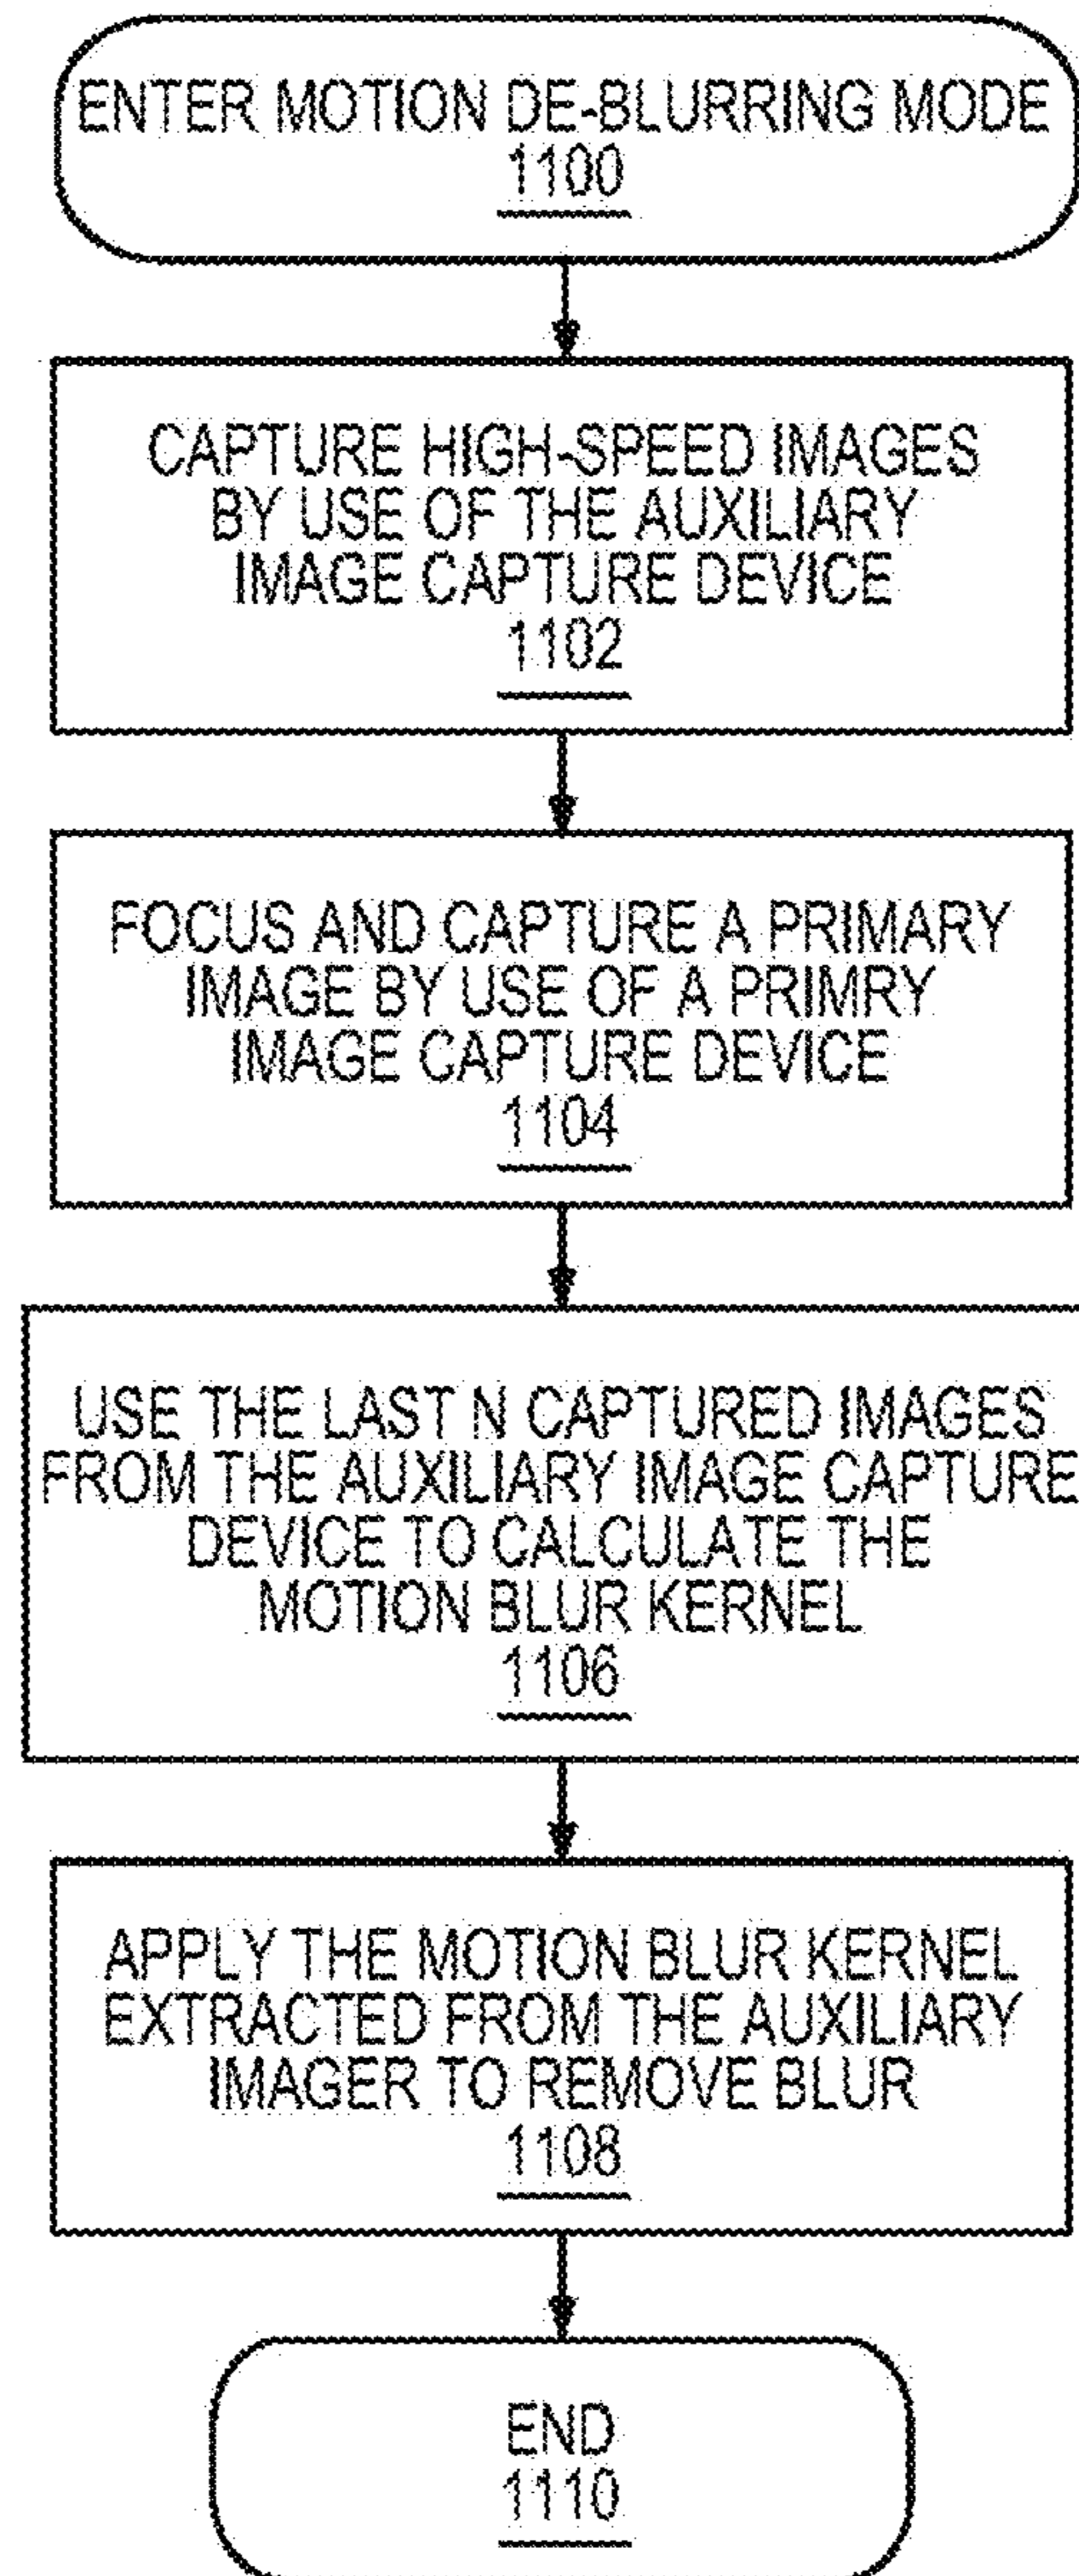 ENTER MOTION DE-BLURRING MODE
1100
CAPTURE HIGH-SPEED IMAGES
BY USE OF THE AUXILIARY
IMAGE CAPTURE DEVICE
1102
FOCUS AND CAPTURE A PRIMARY
IMAGE BY USE OF A PRIMRY
IMAGE CAPTURE DEVICE
1104
USE THE LAST N CAPTURED IMAGES
FROM THE AUXILIARY IMAGE CAPTURE
DEVICE TO CALCULATE THE
MOTION BLUR KERNEL
1106
APPLY THE MOTION BLUR KERNEL
EXTRACTED FROM THE AUXILIARY
IMAGER TO REMOVE BLUR
1108
END
1110